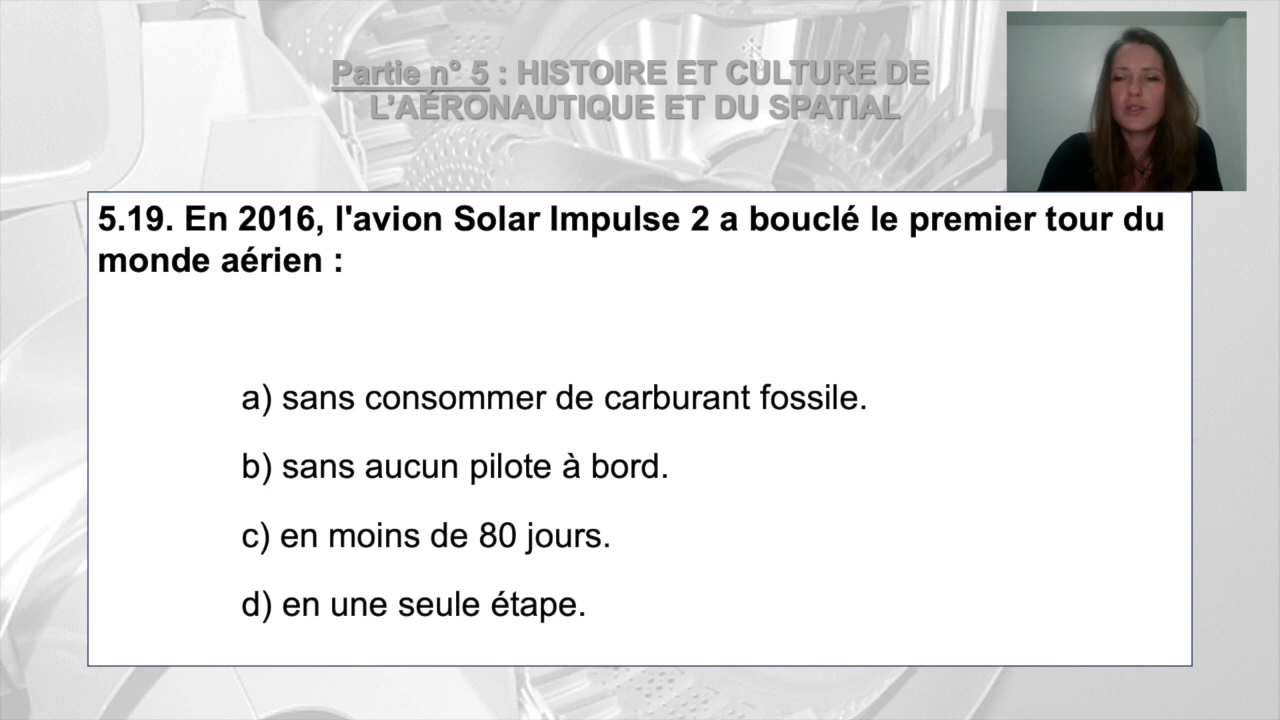 Partie n° 5 : HISTOIRE ET CULTURE DE
L'AÉRONAUTIQUE ET DU SPATIAL
5.19. En 2016, l'avion Solar Impulse 2 a bouclé le premier tour du
monde aérien :
a) sans consommer de carburant fossile.
b) sans aucun pilote à bord.
c) en moins de 80 jours.
d) en une seule étape.